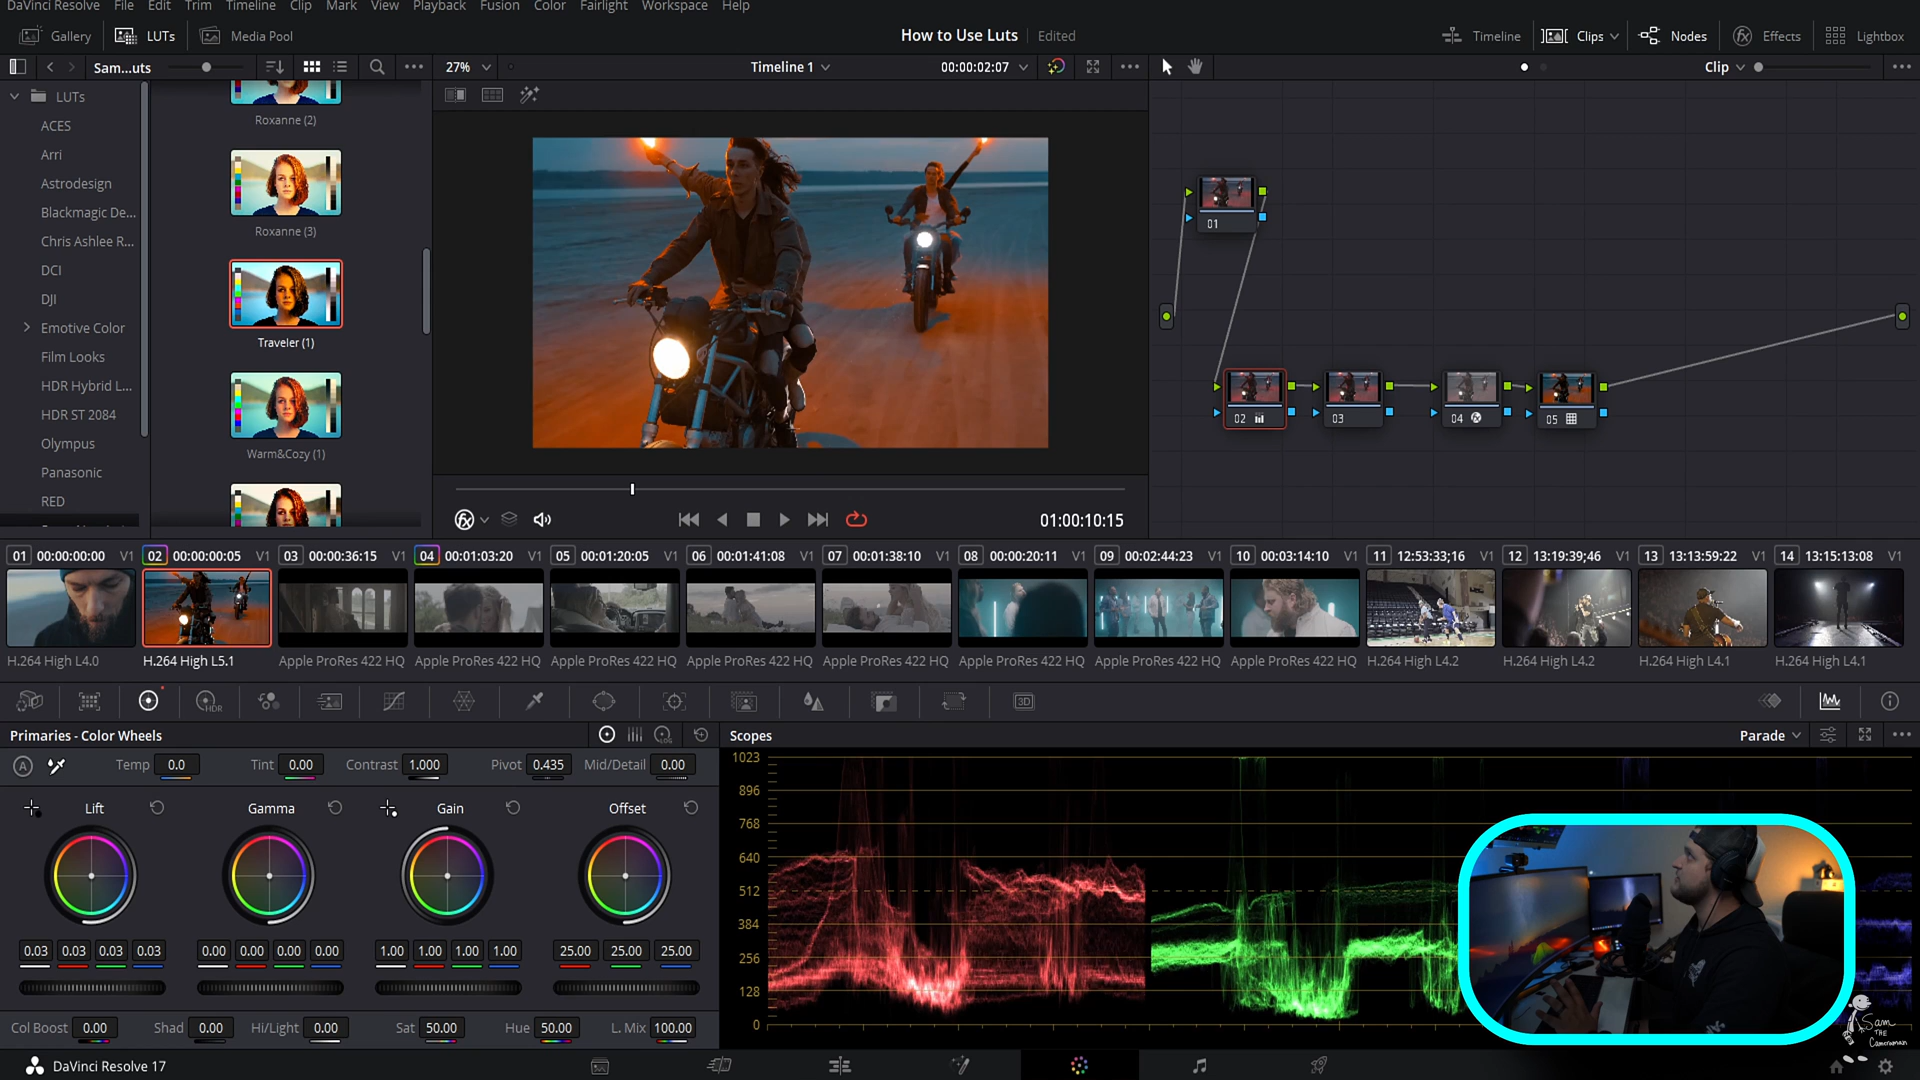 DaVinci Resolve File Edit Trim Timeline Clip Mark View Playback Fusion Color Fairlight Workspace Help
Gallery LUTs Media Pool How to Use Luts Edited Timeline Clips Nodes Effects Lightbox
Sam...uts 27% Timeline 1 00:00:02:07 Clip
LUTs
ACES
Arri
Astrodesign
Blackmagic De...
Chris Ashlee R...
DCI
DJI
Emotive Color
Film Looks
HDR Hybrid L...
HDR ST 2084
Olympus
Panasonic
RED
Roxanne (2)
Roxanne (3)
Traveler (1)
Warm&Cozy (1)
01
02
03
04
05
01:00:10:15
01 00:00:00:00 V1
02 00:00:00:05 V1
03 00:00:36:15 V1
04 00:01:03:20 V1
05 00:01:20:05 V1
06 00:01:41:08 V1
07 00:01:38:10 V1
08 00:00:20:11 V1
09 00:02:44:23 V1
10 00:03:14:10 V1
11 12:53:33;16 V1
12 13:19:39;46 V1
13 13:13:59:22 V1
14 13:15:13:08 V1
H.264 High L4.0
H.264 High L5.1
Apple ProRes 422 HQ
Apple ProRes 422 HQ
Apple ProRes 422 HQ
Apple ProRes 422 HQ
Apple ProRes 422 HQ
Apple ProRes 422 HQ
Apple ProRes 422 HQ
Apple ProRes 422 HQ
H.264 High L4.2
H.264 High L4.2
H.264 High L4.1
H.264 High L4.1
HDR
3D
Primaries - Color Wheels
LOG
A Temp 0.0 Tint 0.00 Contrast 1.000 Pivot 0.435 Mid/Detail 0.00
Lift Gamma Gain Offset
0.03 0.03 0.03 0.03 0.00 0.00 0.00 0.00 1.00 1.00 1.00 1.00 25.00 25.00 25.00
Col Boost 0.00 Shad 0.00 Hi/Light 0.00 Sat 50.00 Hue 50.00 L. Mix 100.00
Scopes Parade
1023
896
768
640
512
384
256
128
0
Sam
THE
Cameraman
DaVinci Resolve 17